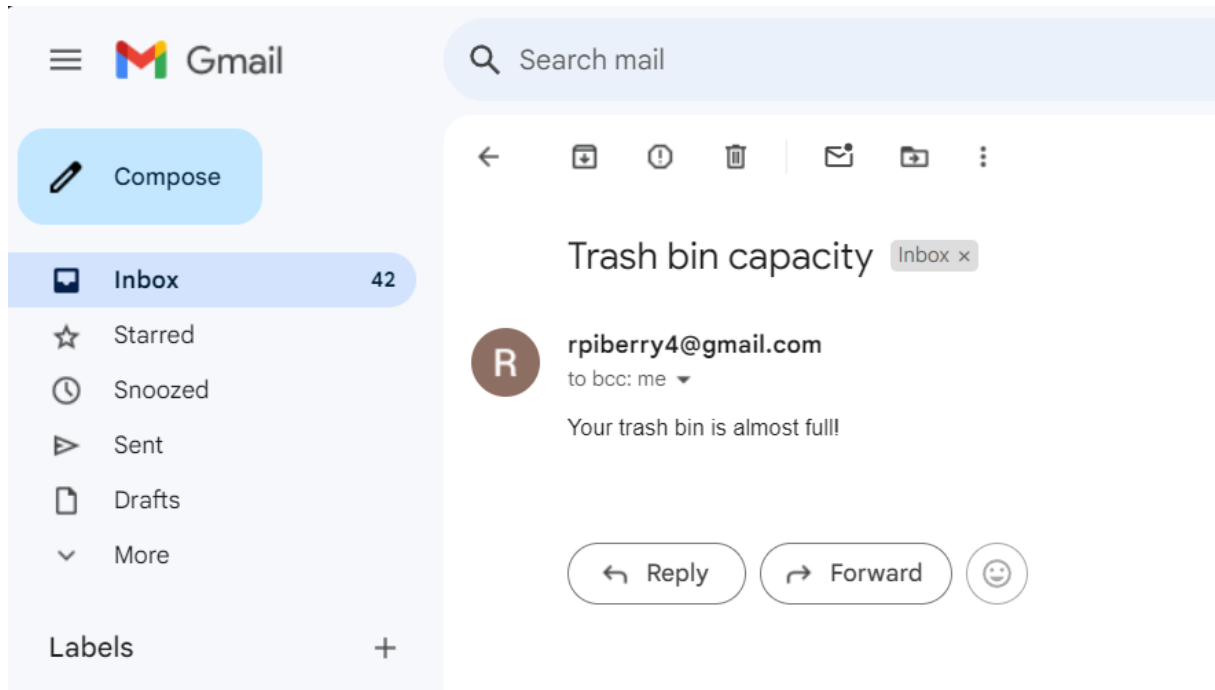 Gmail
Search mail
Compose
Inbox 42
Starred
Snoozed
Sent
Drafts
More
Labels
Trash bin capacity Inbox ×
R
rpiberry4@gmail.com
to bcc: me
Your trash bin is almost full!
Reply Forward